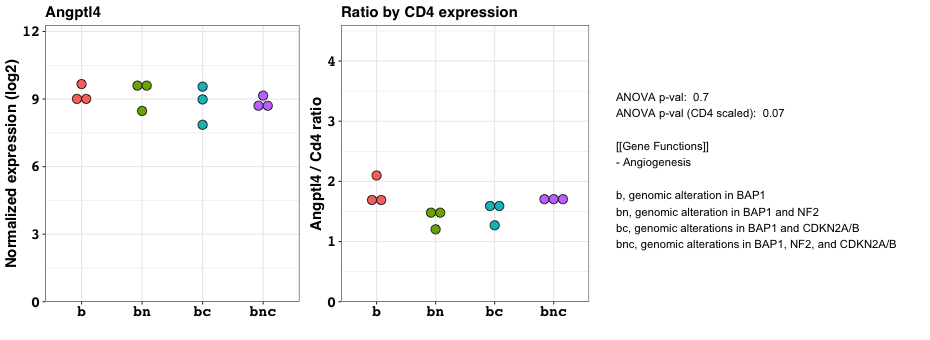 Angptl4
Normalized expression (log2)
12
9
6
3
0
b bn bc bnc
Ratio by CD4 expression
Angptl4 / Cd4 ratio
4
3
2
1
0
b bn bc bnc
ANOVA p-val: 0.7
ANOVA p-val (CD4 scaled): 0.07
[[Gene Functions]]
- Angiogenesis
b, genomic alteration in BAP1
bn, genomic alteration in BAP1 and NF2
bc, genomic alterations in BAP1 and CDKN2A/B
bnc, genomic alterations in BAP1, NF2, and CDKN2A/B